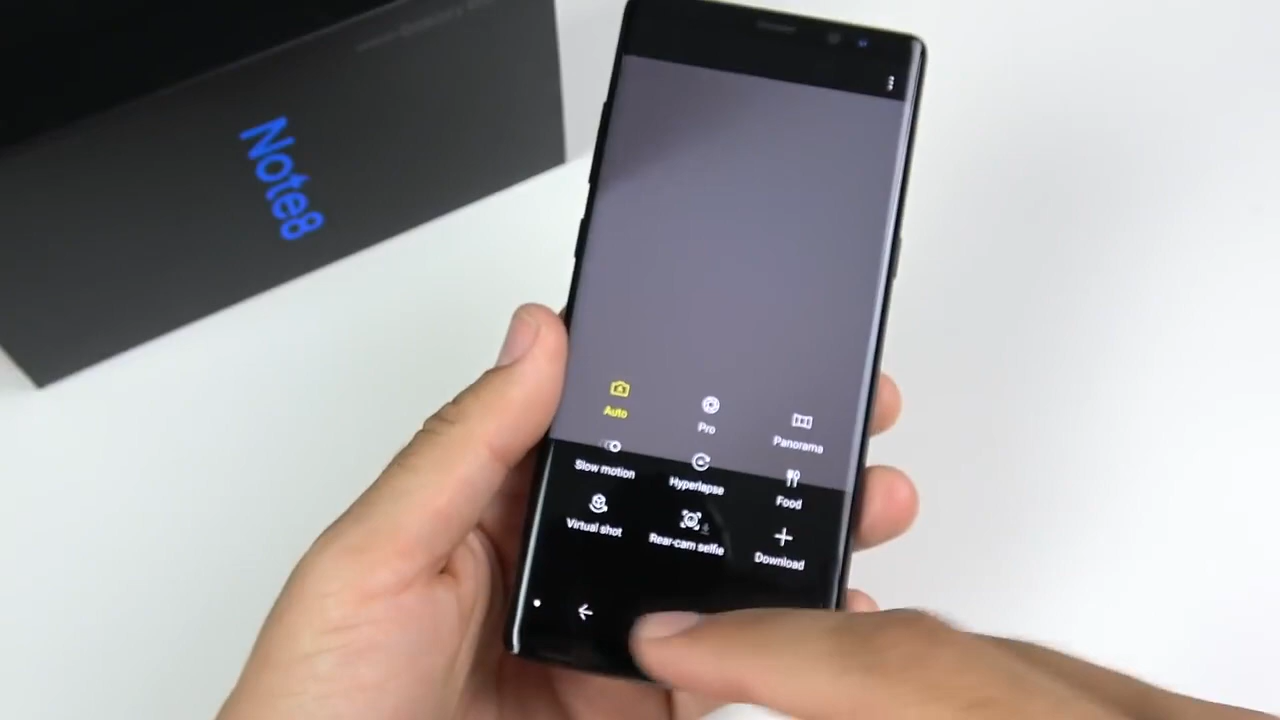 Note8
Auto
Pro
Panorama
Slow motion
Hyperlapse
Food
Virtual shot
Rear-cam selfie
Download